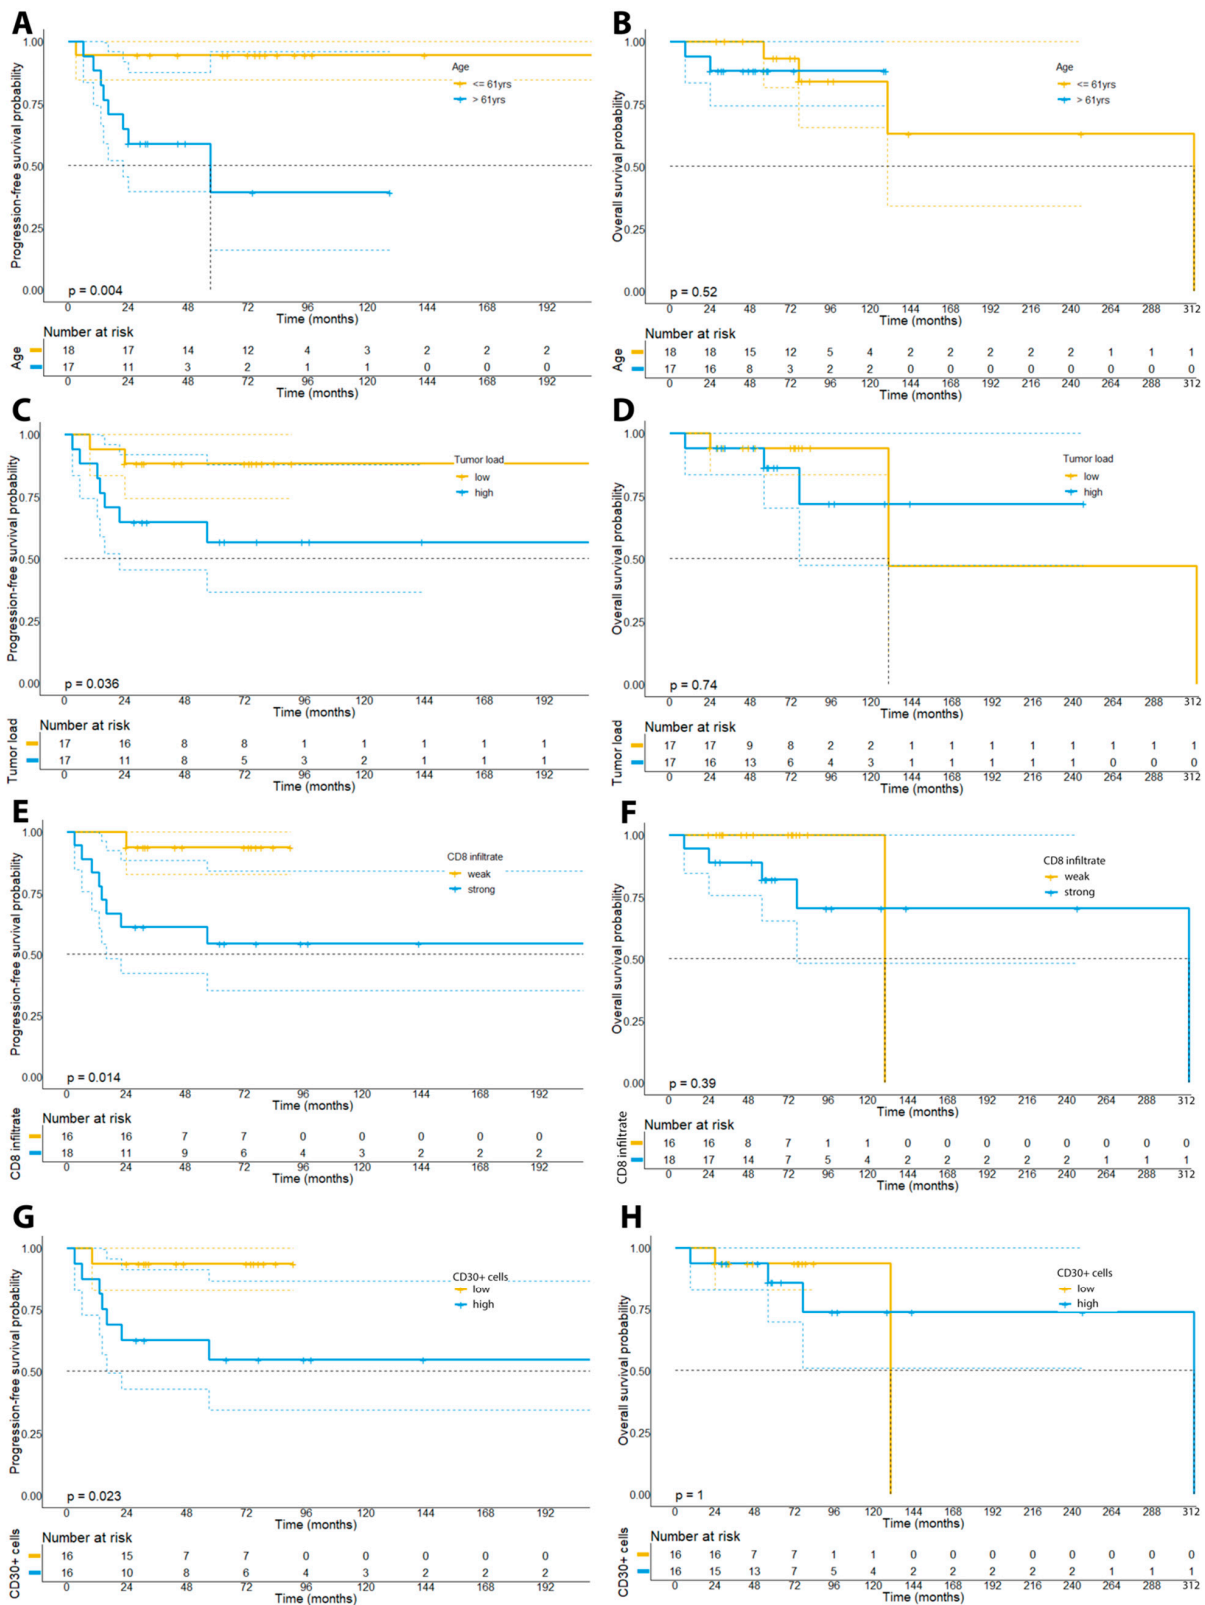 A
Progression-free survival probability
1.00
0.75
0.50
0.25
0.00
Age
<= 61yrs
> 61yrs
p = 0.004
0 24 48 72 96 120 144 168 192
Time (months)
Number at risk
Age
18 17 14 12 4 3 2 2 2
17 11 3 2 1 1 0 0 0
0 24 48 72 96 120 144 168 192
Time (months)
B
Overall survival probability
1.00
0.75
0.50
0.25
0.00
Age
<= 61yrs
> 61yrs
p = 0.52
0 24 48 72 96 120 144 168 192 216 240 264 288 312
Time (months)
Number at risk
Age
18 18 15 12 5 4 2 2 2 2 2 1 1 1
17 16 8 3 2 2 0 0 0 0 0 0 0 0
0 24 48 72 96 120 144 168 192 216 240 264 288 312
Time (months)
C
Progression-free survival probability
1.00
0.75
0.50
0.25
0.00
Tumor load
low
high
p = 0.036
0 24 48 72 96 120 144 168 192
Time (months)
Number at risk
Tumor load
17 16 8 8 1 1 1 1 1
17 11 8 5 3 2 1 1 1
0 24 48 72 96 120 144 168 192
Time (months)
D
Overall survival probability
1.00
0.75
0.50
0.25
0.00
Tumor load
low
high
p = 0.74
0 24 48 72 96 120 144 168 192 216 240 264 288 312
Time (months)
Number at risk
Tumor load
17 17 9 8 2 2 1 1 1 1 1 1 1 1
17 16 13 6 4 3 1 1 1 1 1 0 0 0
0 24 48 72 96 120 144 168 192 216 240 264 288 312
Time (months)
E
Progression-free survival probability
1.00
0.75
0.50
0.25
0.00
CD8 infiltrate
weak
strong
p = 0.014
0 24 48 72 96 120 144 168 192
Time (months)
Number at risk
CD8 infiltrate
16 16 7 7 0 0 0 0 0
18 11 9 6 4 3 2 2 2
0 24 48 72 96 120 144 168 192
Time (months)
F
Overall survival probability
1.00
0.75
0.50
0.25
0.00
CD8 infiltrate
weak
strong
p = 0.39
0 24 48 72 96 120 144 168 192 216 240 264 288 312
Time (months)
Number at risk
CD8 infiltrate
16 16 8 7 1 1 0 0 0 0 0 0 0 0
18 17 14 7 5 4 2 2 2 2 2 1 1 1
0 24 48 72 96 120 144 168 192 216 240 264 288 312
Time (months)
G
Progression-free survival probability
1.00
0.75
0.50
0.25
0.00
CD30+ cells
low
high
p = 0.023
0 24 48 72 96 120 144 168 192
Time (months)
Number at risk
CD30+ cells
16 15 7 7 0 0 0 0 0
16 10 8 6 4 3 2 2 2
0 24 48 72 96 120 144 168 192
Time (months)
H
Overall survival probability
1.00
0.75
0.50
0.25
0.00
CD30+ cells
low
high
p = 1
0 24 48 72 96 120 144 168 192 216 240 264 288 312
Time (months)
Number at risk
CD30+ cells
16 16 7 7 1 1 0 0 0 0 0 0 0 0
16 15 13 7 5 4 2 2 2 2 2 1 1 1
0 24 48 72 96 120 144 168 192 216 240 264 288 312
Time (months)